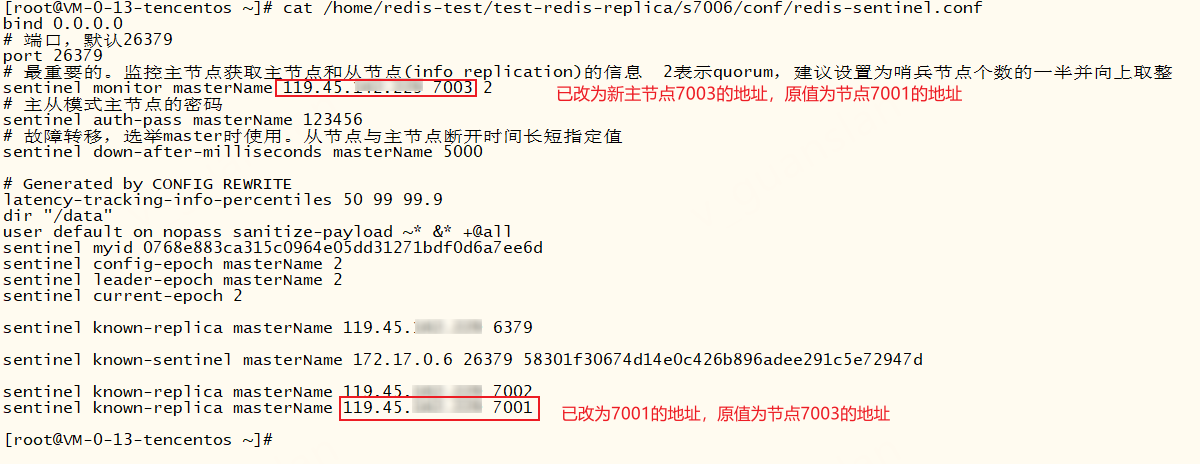 [root@VM-0-13-tencentos ~]# cat /home/redis-test/test-redis-replica/s7006/conf/redis-sentinel.conf
bind 0.0.0.0
# 端口，默认26379
port 26379
# 最重要的。监控主节点获取主节点和从节点(info replication)的信息 2表示quorum，建议设置为哨兵节点个数的一半并向上取整
sentinel monitor masterName 119.45. 7003 2 已改为新主节点7003的地址，原值为节点7001的地址
# 主从模式主节点的密码
sentinel auth-pass masterName 123456
# 故障转移，选举master时使用。从节点与主节点断开时间长短指定值
sentinel down-after-milliseconds masterName 5000
# Generated by CONFIG REWRITE
latency-tracking-info-percentiles 50 99 99.9
dir "/data"
user default on nopass sanitize-payload ~* &* +@all
sentinel myid 0768e883ca315c0964e05dd31271bdf0d6a7ee6d
sentinel config-epoch masterName 2
sentinel leader-epoch masterName 2
sentinel current-epoch 2
sentinel known-replica masterName 119.45. 6379
sentinel known-sentinel masterName 172.17.0.6 26379 58301f30674d14e0c426b896adee291c5e72947d
sentinel known-replica masterName 119.45. 7002
sentinel known-replica masterName 119.45. 7001 已改为7001的地址，原值为节点7003的地址
[root@VM-0-13-tencentos ~]#